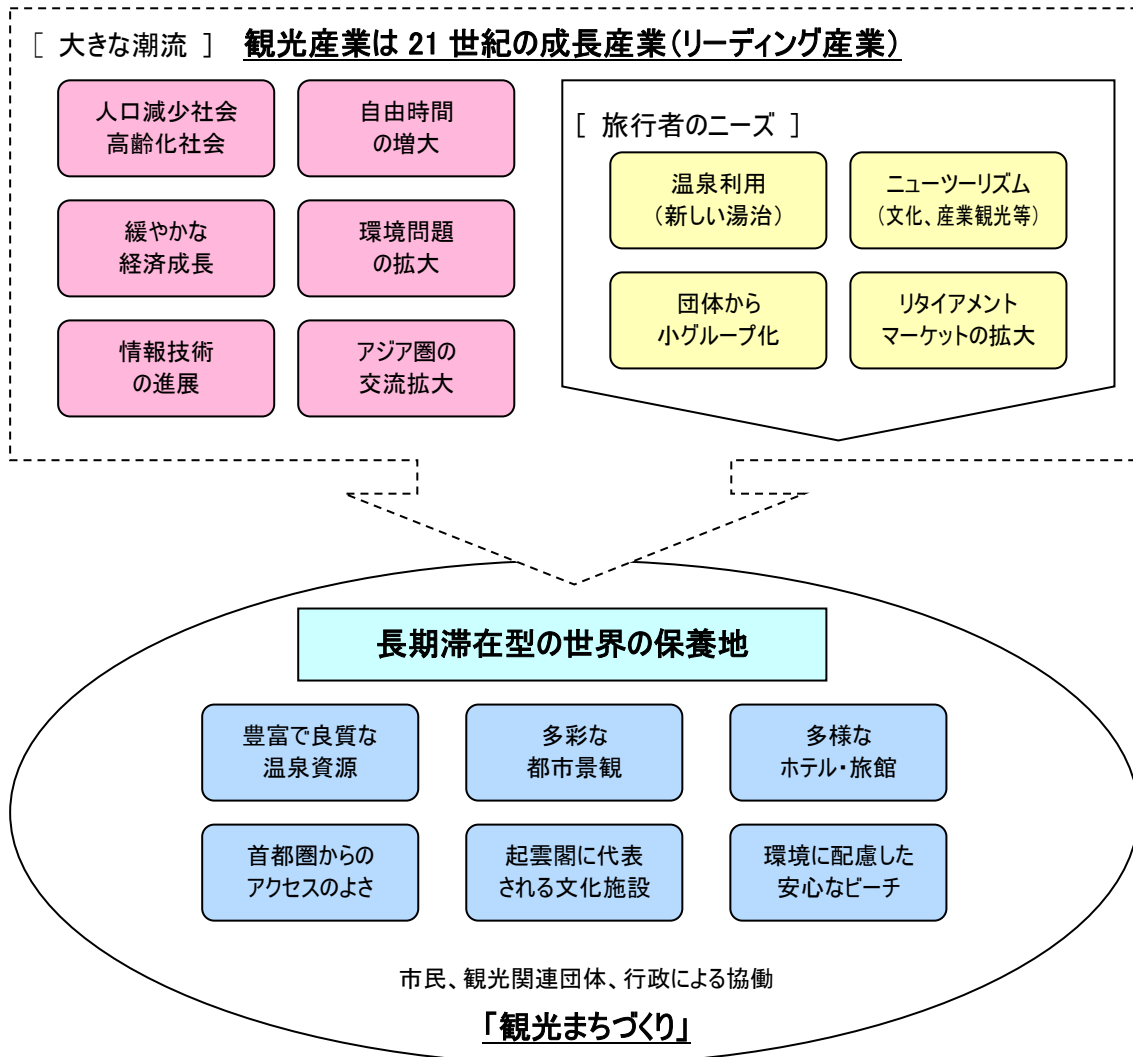 [ 大きな潮流 ] 観光産業は 21 世紀の成長産業(リーディング産業)
人口減少社会
高齢化社会
自由時間
の増大
緩やかな
経済成長
環境問題
の拡大
情報技術
の進展
アジア圏の
交流拡大
[ 旅行者のニーズ ]
温泉利用
(新しい湯治)
ニューツーリズム
(文化、産業観光等)
団体から
小グループ化
リタイアメント
マーケットの拡大
長期滞在型の世界の保養地
豊富で良質な
温泉資源
多彩な
都市景観
多様な
ホテル・旅館
首都圏からの
アクセスのよさ
起雲閣に代表
される文化施設
環境に配慮した
安心なビーチ
市民、観光関連団体、行政による協働
「観光まちづくり」